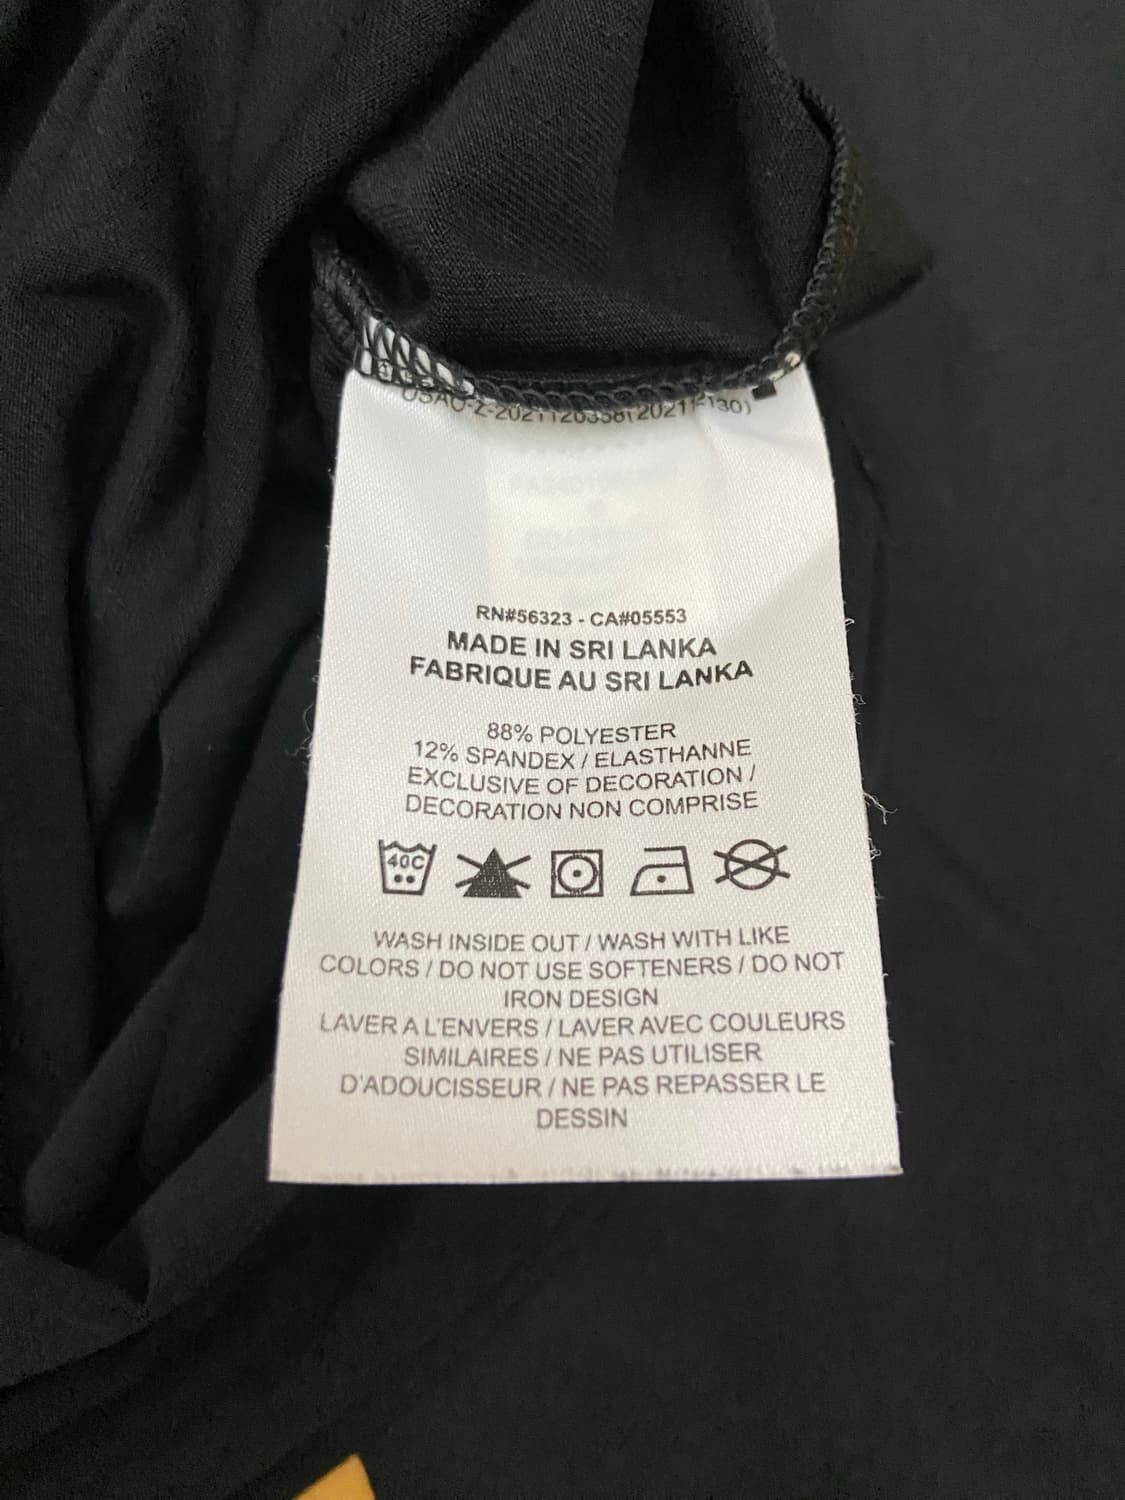 RN#56323 - CA#05553
MADE IN SRI LANKA
FABRIQUE AU SRI LANKA
88% POLYESTER
12% SPANDEX / ELASTHANNE
EXCLUSIVE OF DECORATION /
DECORATION NON COMPRISE
40C
WASH INSIDE OUT / WASH WITH LIKE
COLORS / DO NOT USE SOFTENERS / DO NOT
IRON DESIGN
LAVER A L'ENVERS / LAVER AVEC COULEURS
SIMILAIRES / NE PAS UTILISER
D'ADOUCISSEUR / NE PAS REPASSER LE
DESSIN